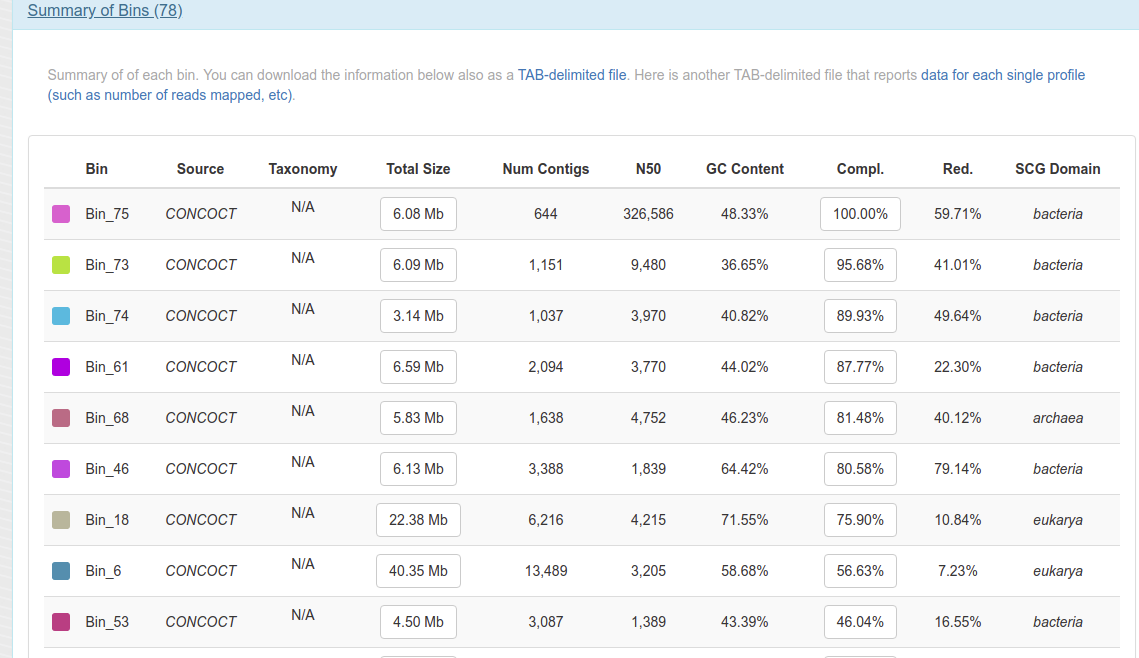 Summary of Bins (78)
Summary of of each bin. You can download the information below also as a TAB-delimited file. Here is another TAB-delimited file that reports data for each single profile
(such as number of reads mapped, etc).
Bin Source Taxonomy Total Size Num Contigs N50 GC Content Compl. Red. SCG Domain
Bin_75 CONCOCT N/A 6.08 Mb 644 326,586 48.33% 100.00% 59.71% bacteria
Bin_73 CONCOCT N/A 6.09 Mb 1,151 9,480 36.65% 95.68% 41.01% bacteria
Bin_74 CONCOCT N/A 3.14 Mb 1,037 3,970 40.82% 89.93% 49.64% bacteria
Bin_61 CONCOCT N/A 6.59 Mb 2,094 3,770 44.02% 87.77% 22.30% bacteria
Bin_68 CONCOCT N/A 5.83 Mb 1,638 4,752 46.23% 81.48% 40.12% archaea
Bin_46 CONCOCT N/A 6.13 Mb 3,388 1,839 64.42% 80.58% 79.14% bacteria
Bin_18 CONCOCT N/A 22.38 Mb 6,216 4,215 71.55% 75.90% 10.84% eukarya
Bin_6 CONCOCT N/A 40.35 Mb 13,489 3,205 58.68% 56.63% 7.23% eukarya
Bin_53 CONCOCT N/A 4.50 Mb 3,087 1,389 43.39% 46.04% 16.55% bacteria